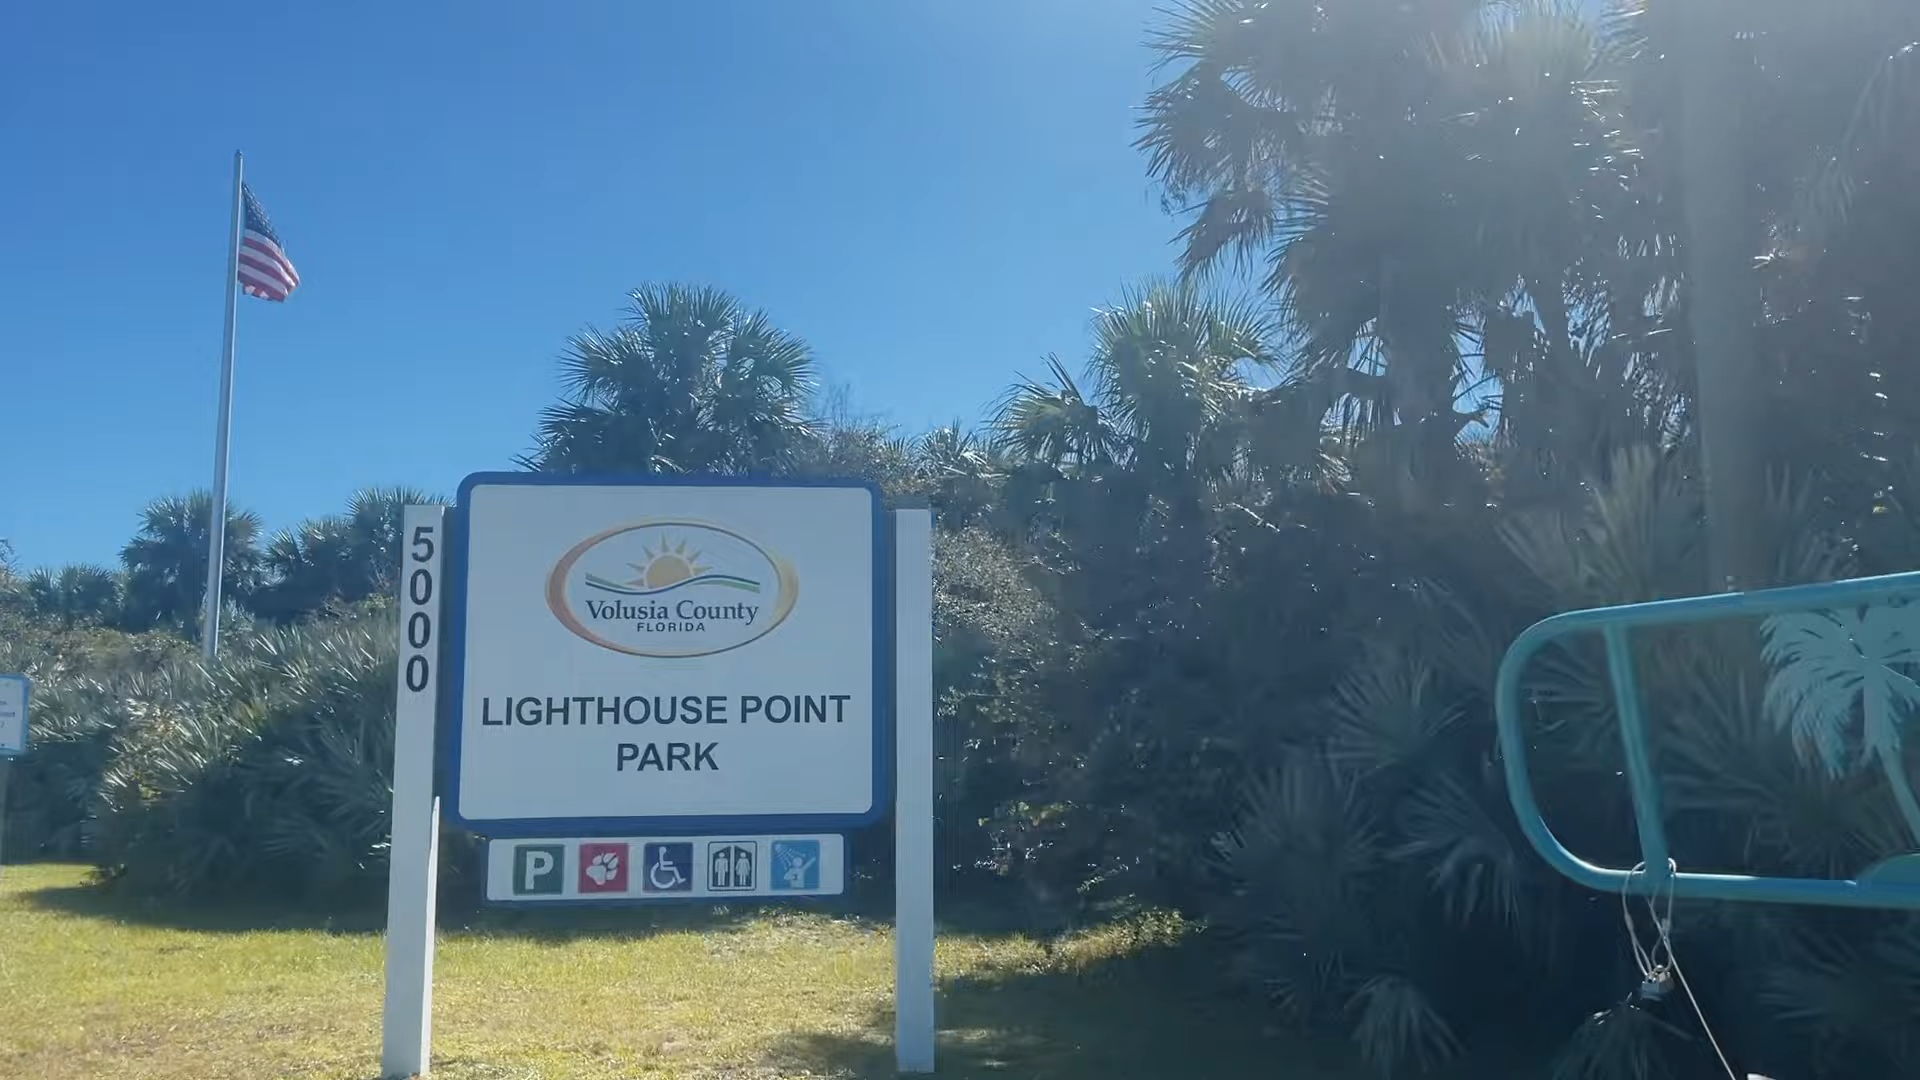 5000
Volusia County
FLORIDA
LIGHTHOUSE POINT
PARK
P